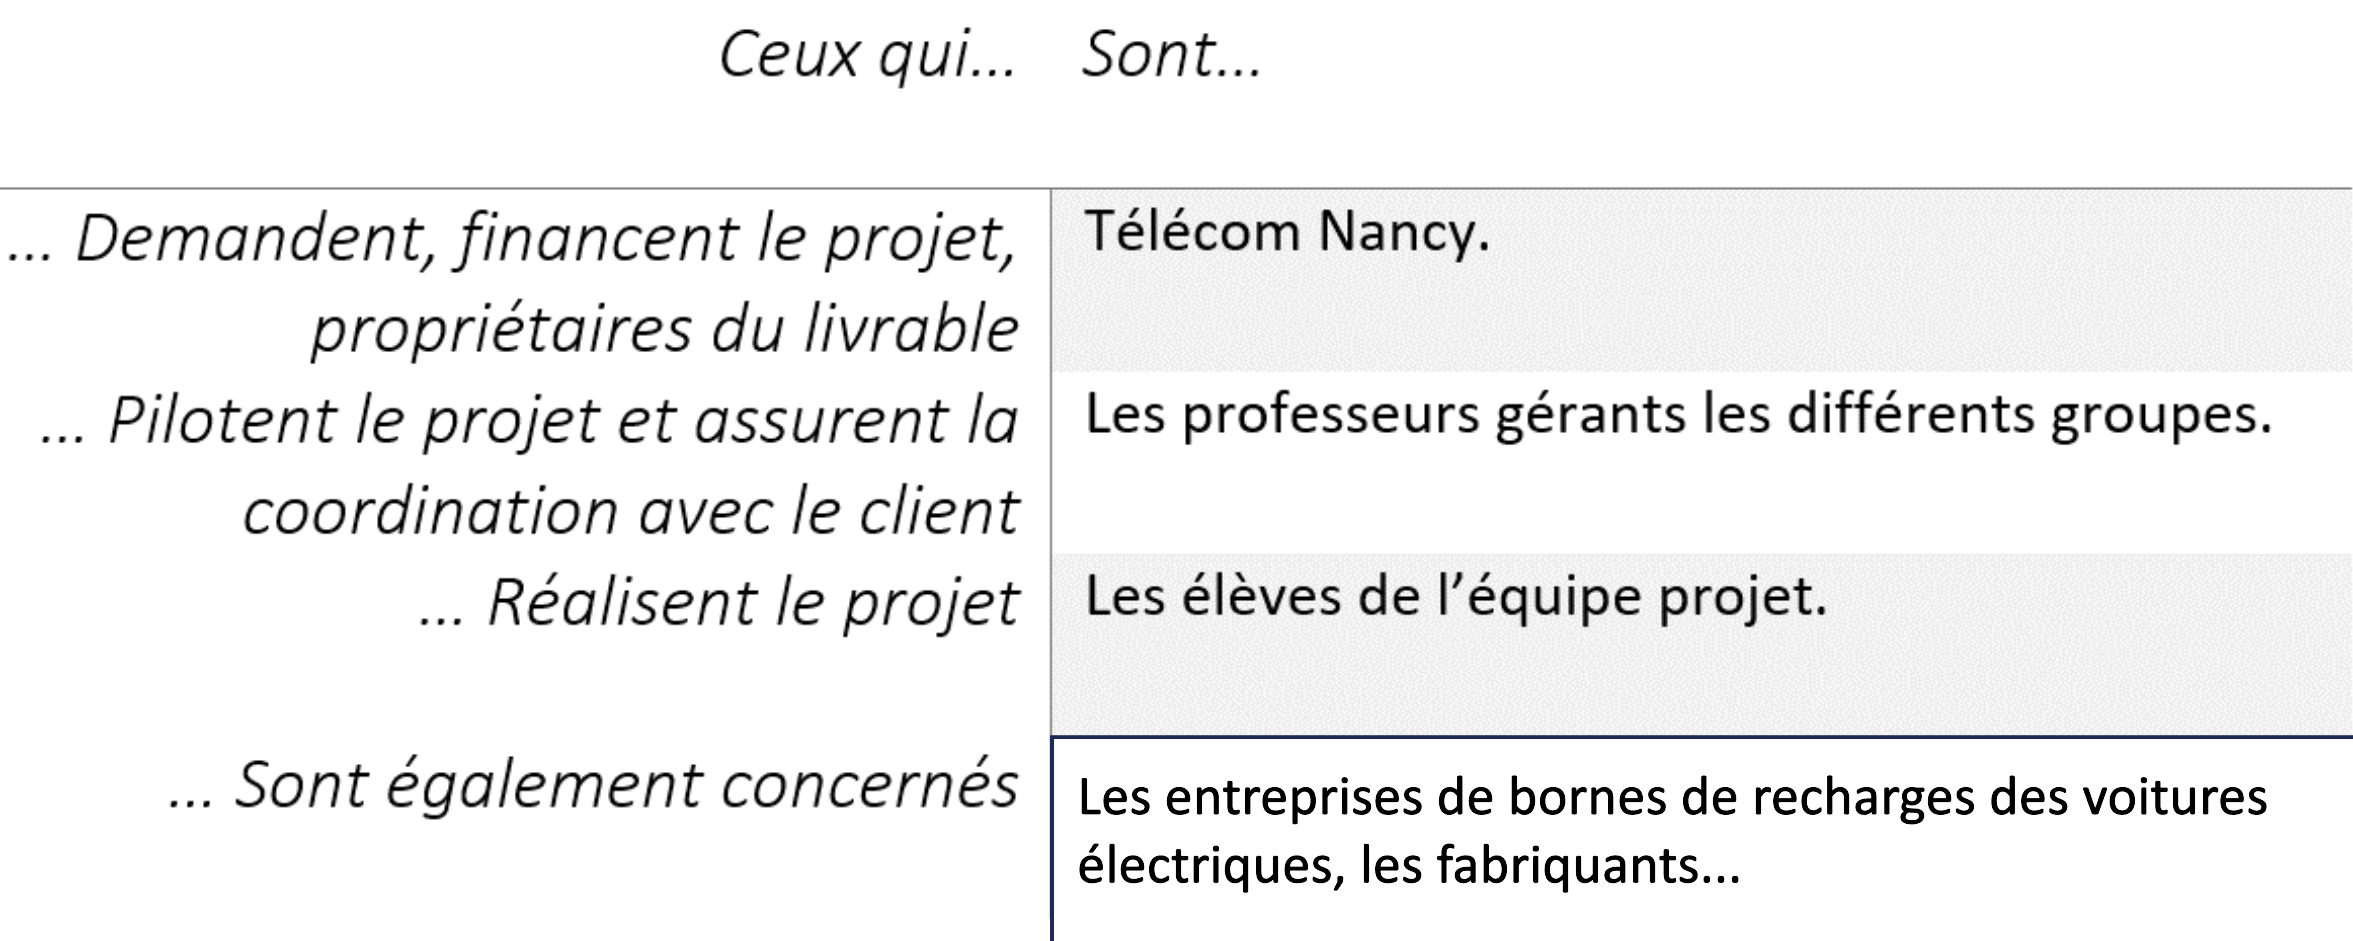 Ceux qui... Sont...
... Demandent, financent le projet, Télécom Nancy.
propriétaires du livrable
... Pilotent le projet et assurent la Les professeurs gérants les différents groupes.
coordination avec le client
... Réalisent le projet Les élèves de l’équipe projet.
... Sont également concernés Les entreprises de bornes de recharges des voitures
électriques, les fabriquants...